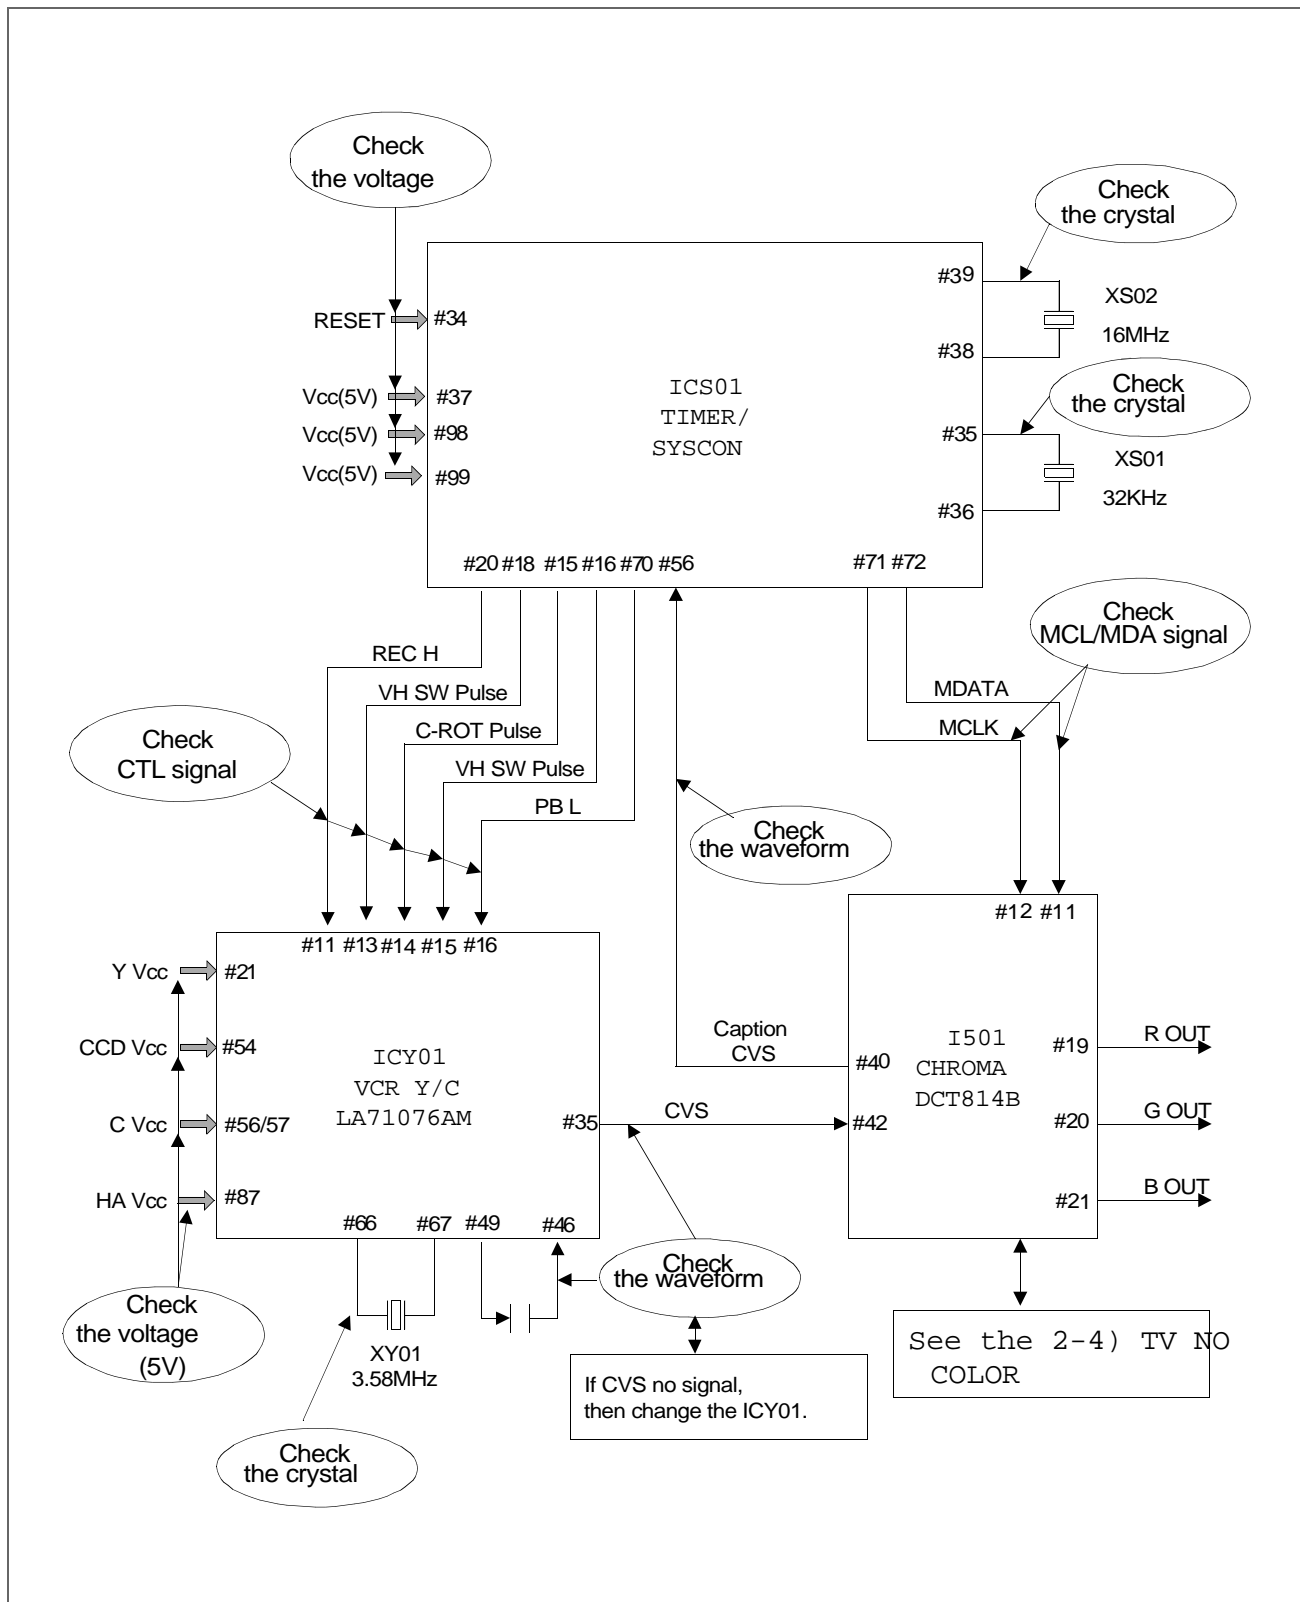 Check
the voltage
Check
the crystal
RESET
#34
#39
XS02
16MHz
#38
Vcc(5V)
#37
Vcc(5V)
#98
Vcc(5V)
#99
ICS01
TIMER/
SYSCON
Check
the crystal
#35
XS01
32KHz
#36
#20 #18 #15 #16 #70 #56
#71 #72
Check
MCL/MDA signal
REC H
VH SW Pulse
C-ROT Pulse
VH SW Pulse
PB L
MDATA
MCLK
Check
CTL signal
Check
the waveform
#11 #13 #14 #15 #16
#12 #11
Y Vcc
#21
CCD Vcc
#54
C Vcc
#56/57
HA Vcc
#87
ICY01
VCR Y/C
LA71076AM
#35
CVS
Caption
CVS
#40
#42
I501
CHROMA
DCT814B
#19
R OUT
#20
G OUT
#21
B OUT
#66 #67 #49 #46
Check
the voltage
(5V)
XY01
3.58MHz
Check
the waveform
If CVS no signal,
then change the ICY01.
See the 2-4) TV NO
COLOR
Check
the crystal